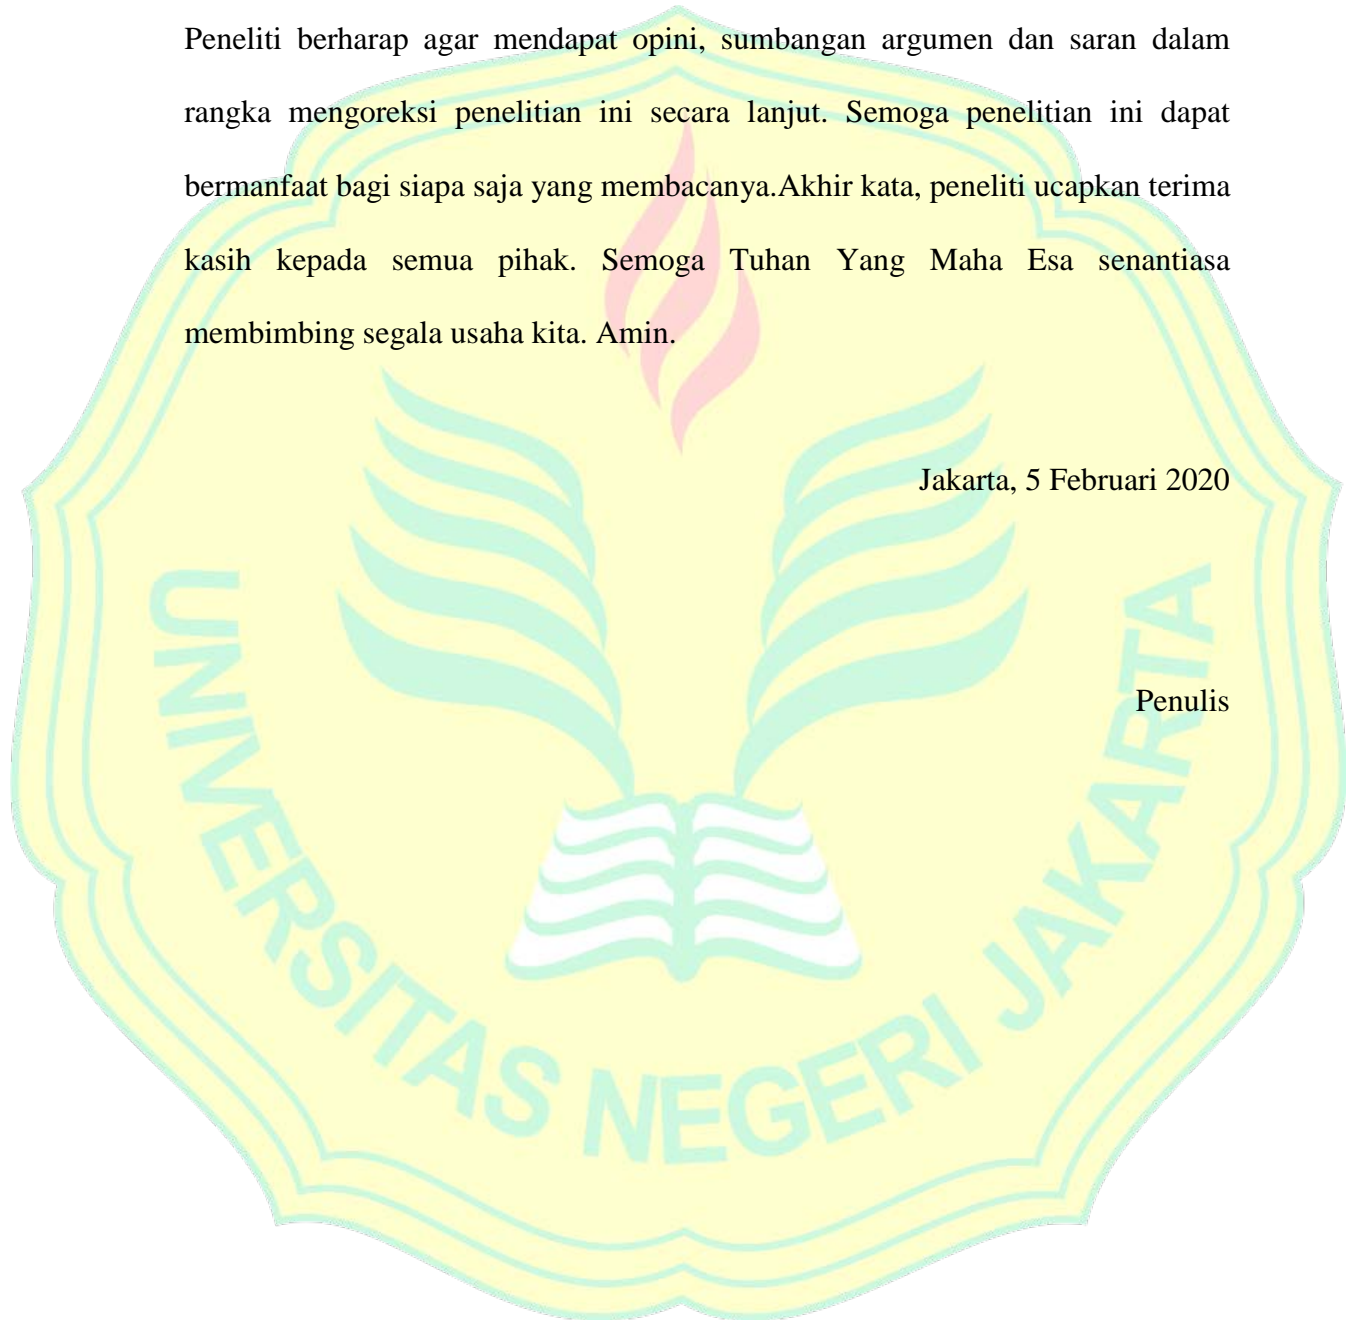 Peneliti berharap agar mendapat opini, sumbangan argumen dan saran dalam
rangka mengoreksi penelitian ini secara lanjut. Semoga penelitian ini dapat
bermanfaat bagi siapa saja yang membacanya.Akhir kata, peneliti ucapkan terima
kasih kepada semua pihak. Semoga Tuhan Yang Maha Esa senantiasa
membimbing segala usaha kita. Amin.
Jakarta, 5 Februari 2020
Penulis
UNIVERSITAS NEGERI JAKARTA